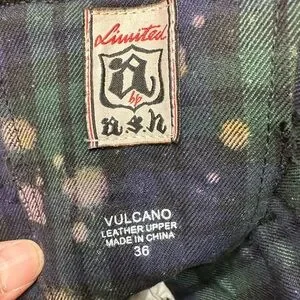 Limited
a
by
a.s.h
VULCANO
LEATHER UPPER
MADE IN CHINA
36